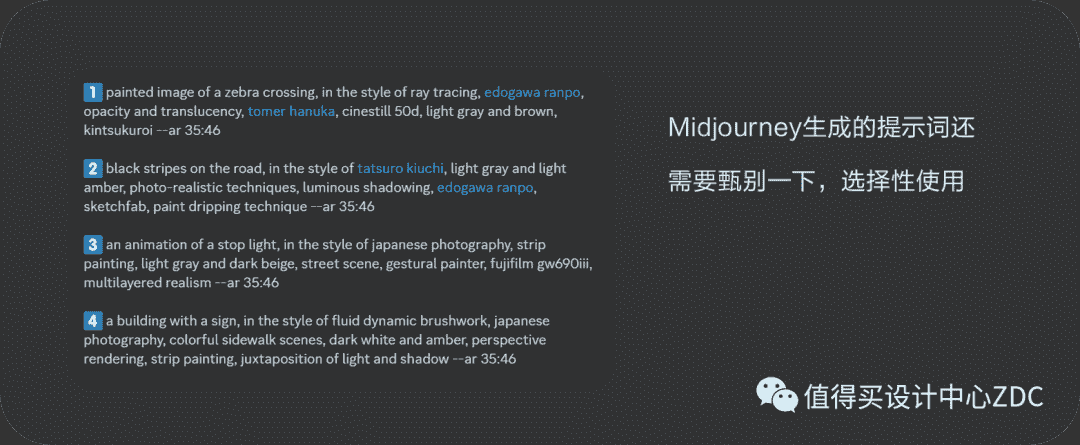 1 painted image of a zebra crossing, in the style of ray tracing, edogawa ranpo,
opacity and translucency, tomer hanuka, cinestill 50d, light gray and brown,
kintsukuroi --ar 35:46
2 black stripes on the road, in the style of tatsuro kiuchi, light gray and light
amber, photo-realistic techniques, luminous shadowing, edogawa ranpo,
sketchfab, paint dripping technique --ar 35:46
3 an animation of a stop light, in the style of japanese photography, strip
painting, light gray and dark beige, street scene, gestural painter, fujifilm gw690iii,
multilayered realism --ar 35:46
4 a building with a sign, in the style of fluid dynamic brushwork, japanese
photography, colorful sidewalk scenes, dark white and amber, perspective
rendering, strip painting, juxtaposition of light and shadow --ar 35:46
Midjourney生成的提示词还
需要甄别一下，选择性使用
值得买设计中心ZDC